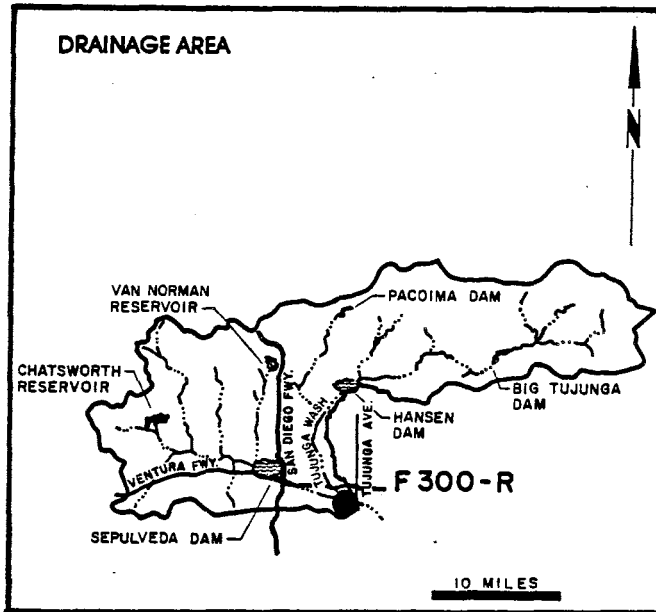 DRAINAGE AREA
N
VAN NORMAN
RESERVOIR
PACOIMA DAM
CHATSWORTH
RESERVOIR
SAN DIEGO FWY.
TUJUNGA WASH
TUJUNGA AVE.
HANSEN
DAM
BIG TUJUNGA
DAM
VENTURA FWY.
F300-R
SEPULVEDA DAM
10 MILES